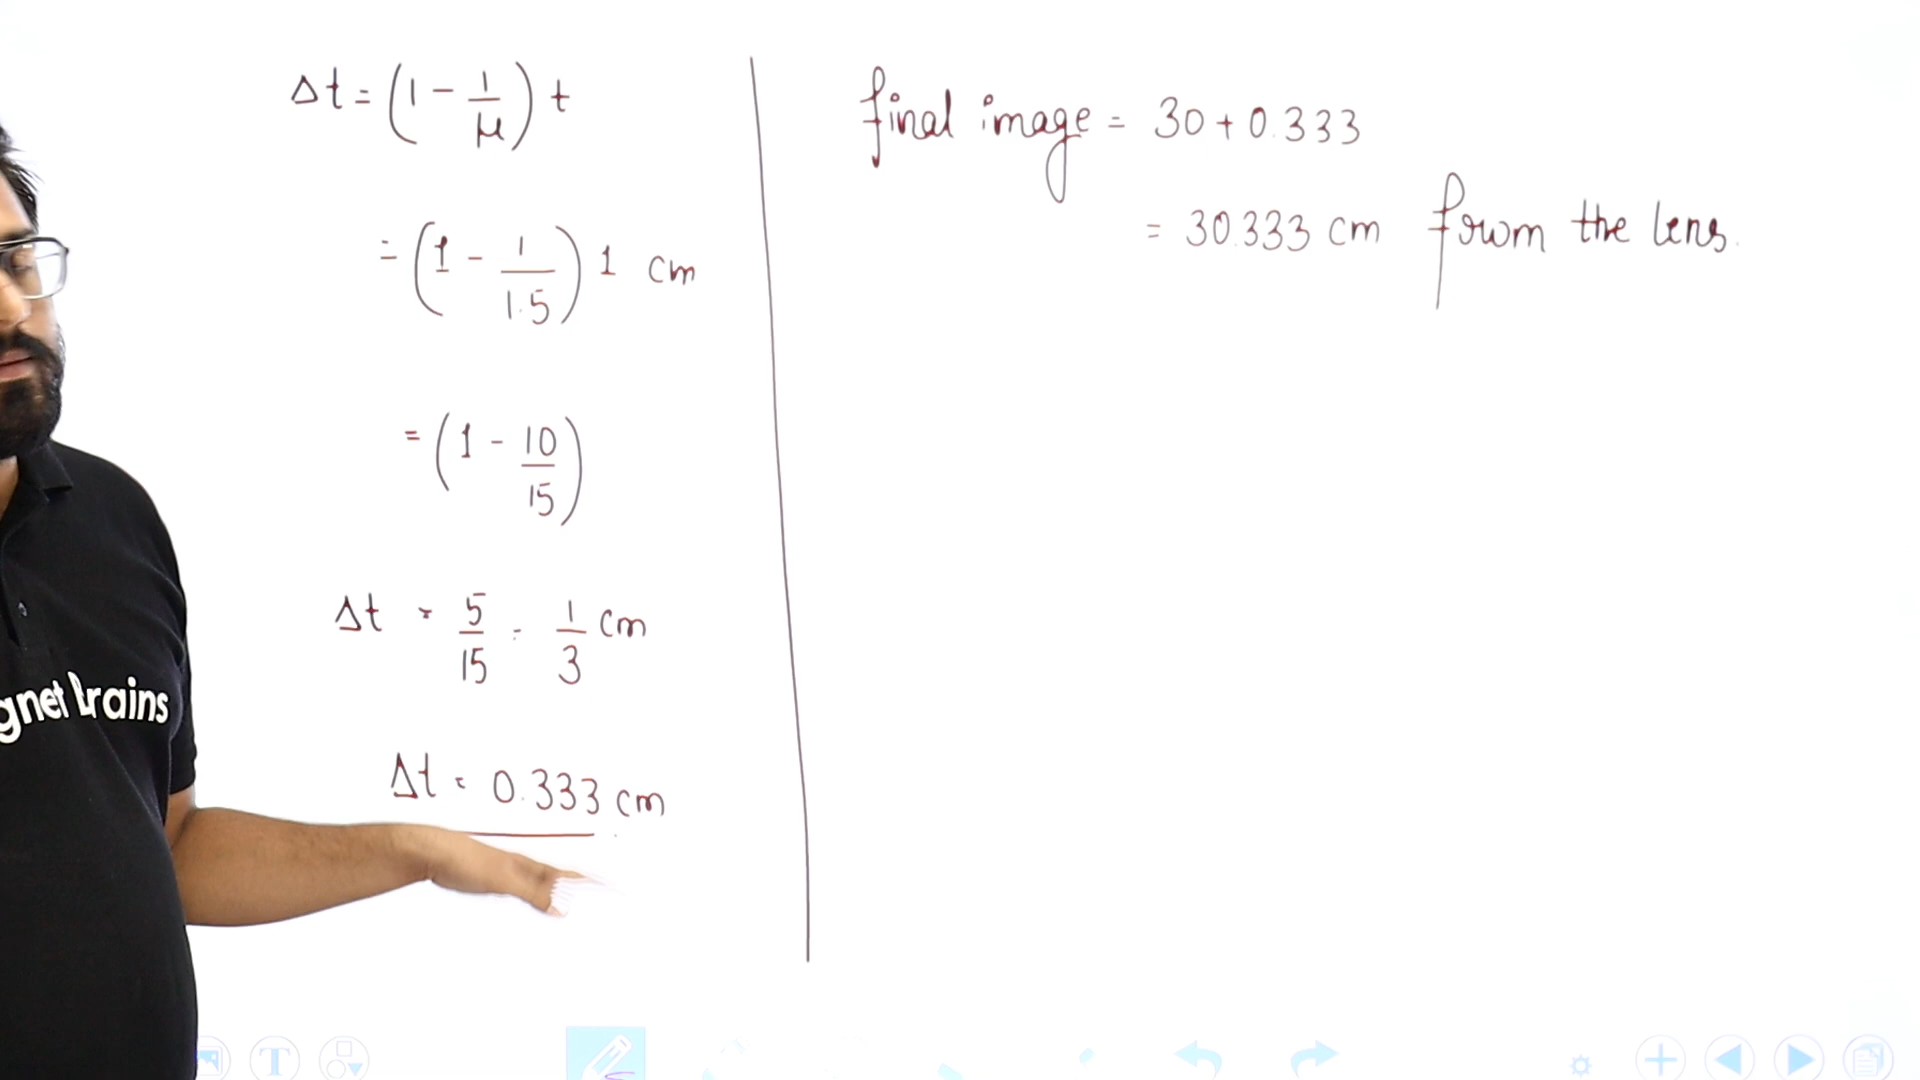 Δt = (1 - 1/μ) t
= (1 - 1/1.5) 1 cm
= (1 - 10/15)
Δt = 5/15 = 1/3 cm
Δt = 0.333 cm
final image = 30 + 0.333
= 30.333 cm from the lens.
gnet Brains
T